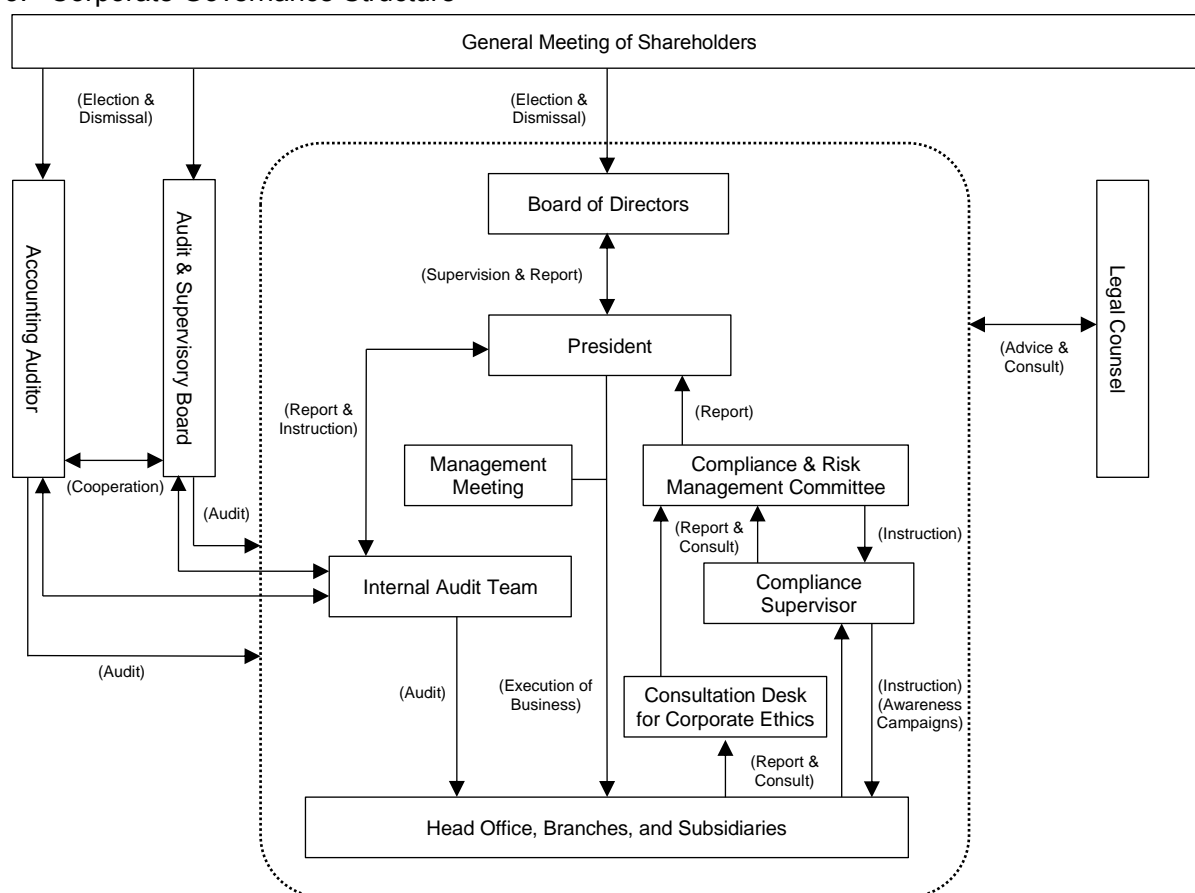 Corporate Governance Structure
General Meeting of Shareholders
(Election &
Dismissal)
(Election &
Dismissal)
Accounting Auditor
Audit & Supervisory Board
Board of Directors
Legal Counsel
(Supervision & Report)
President
(Advice &
Consult)
(Report &
Instruction)
(Report)
Management
Meeting
Compliance & Risk
Management Committee
(Cooperation)
(Audit)
(Report &
Consult)
(Instruction)
Internal Audit Team
Compliance
Supervisor
(Audit)
(Audit)
(Execution of
Business)
Consultation Desk
for Corporate Ethics
(Instruction)
(Awareness
Campaigns)
(Report &
Consult)
Head Office, Branches, and Subsidiaries